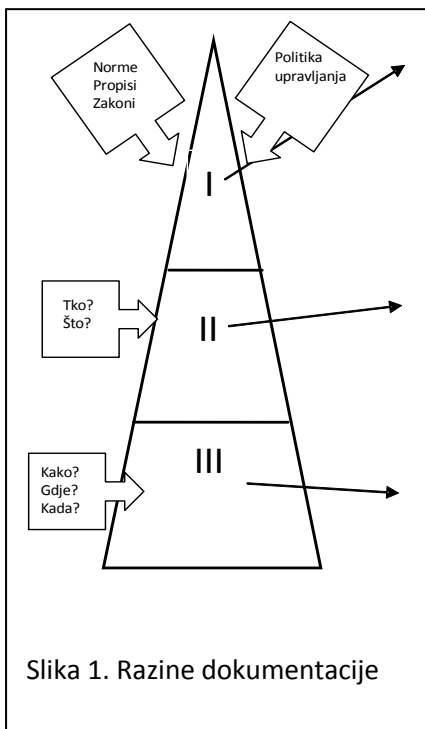 Norme
Propisi
Zakoni
Politika
upravljanja
I
Tko?
Što?
II
Kako?
Gdje?
Kada?
III
Slika 1. Razine dokumentacije